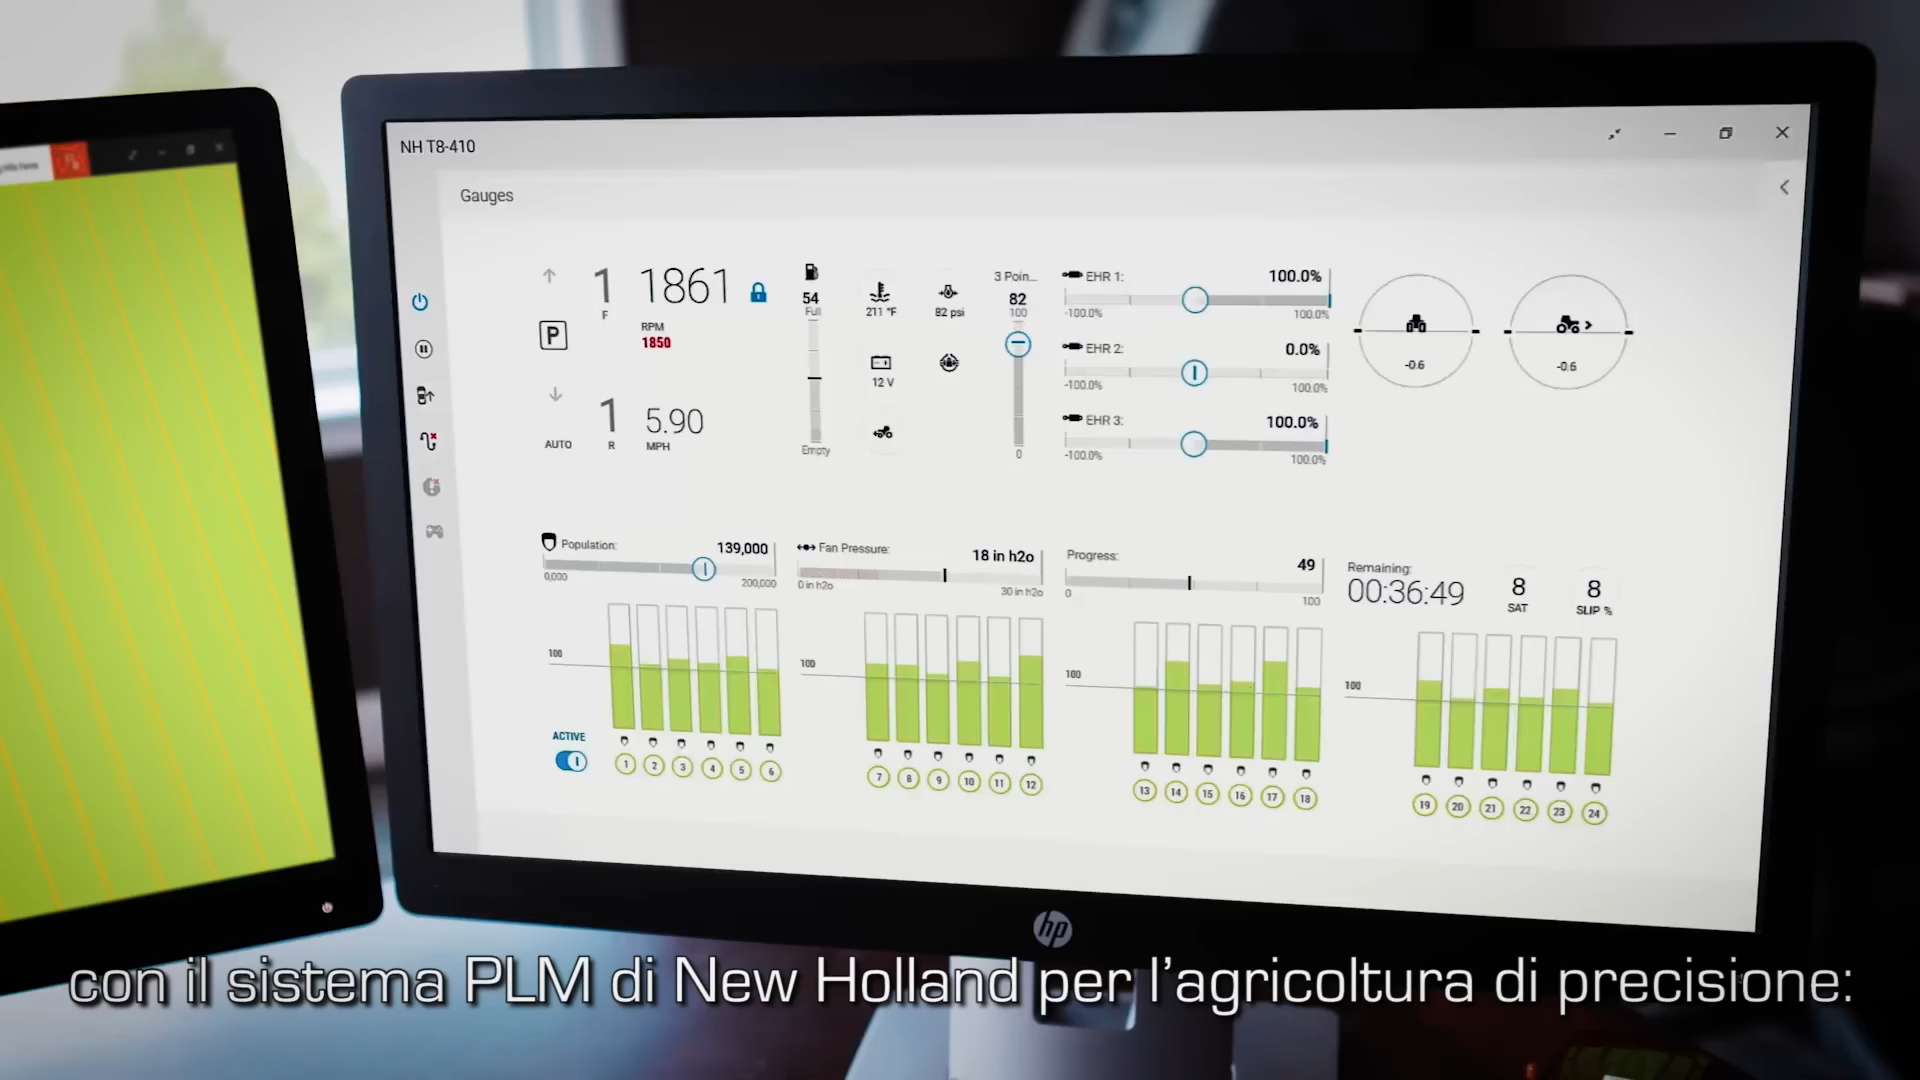 NH T8-410
Gauges
1 F
1861
RPM
1850
P
1 R
5.90
MPH
AUTO
54
Full
Empty
211 °F
82 psi
12 V
3 Poin...
82
100
0
EHR 1: 100.0%
-100.0% 100.0%
EHR 2: 0.0%
-100.0% 100.0%
EHR 3: 100.0%
-100.0% 100.0%
-0.6
-0.6
Population: 139,000
0,000 200,000
Fan Pressure: 18 in h2o
0 in h2o 30 in h2o
Progress: 49
0 100
Remaining:
00:36:49
8
SAT
8
SLIP %
100
100
100
100
ACTIVE
1 2 3 4 5 6
7 8 9 10 11 12
13 14 15 16 17 18
19 20 21 22 23 24
hp
con il sistema PLM di New Holland per l'agricoltura di precisione: